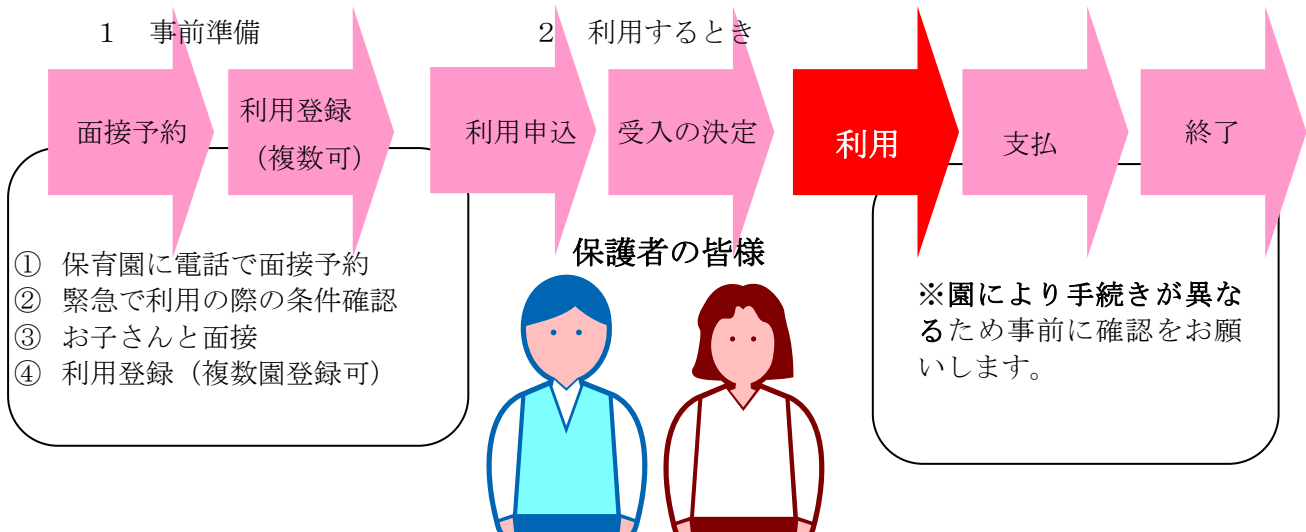 １　事前準備
２　利用するとき
面接予約
利用登録
（複数可）
利用申込
受入の決定
利用
支払
終了
①　保育園に電話で面接予約
②　緊急で利用の際の条件確認
③　お子さんと面接
④　利用登録（複数園登録可）
保護者の皆様
※園により手続きが異な
るため事前に確認をお願
いします。